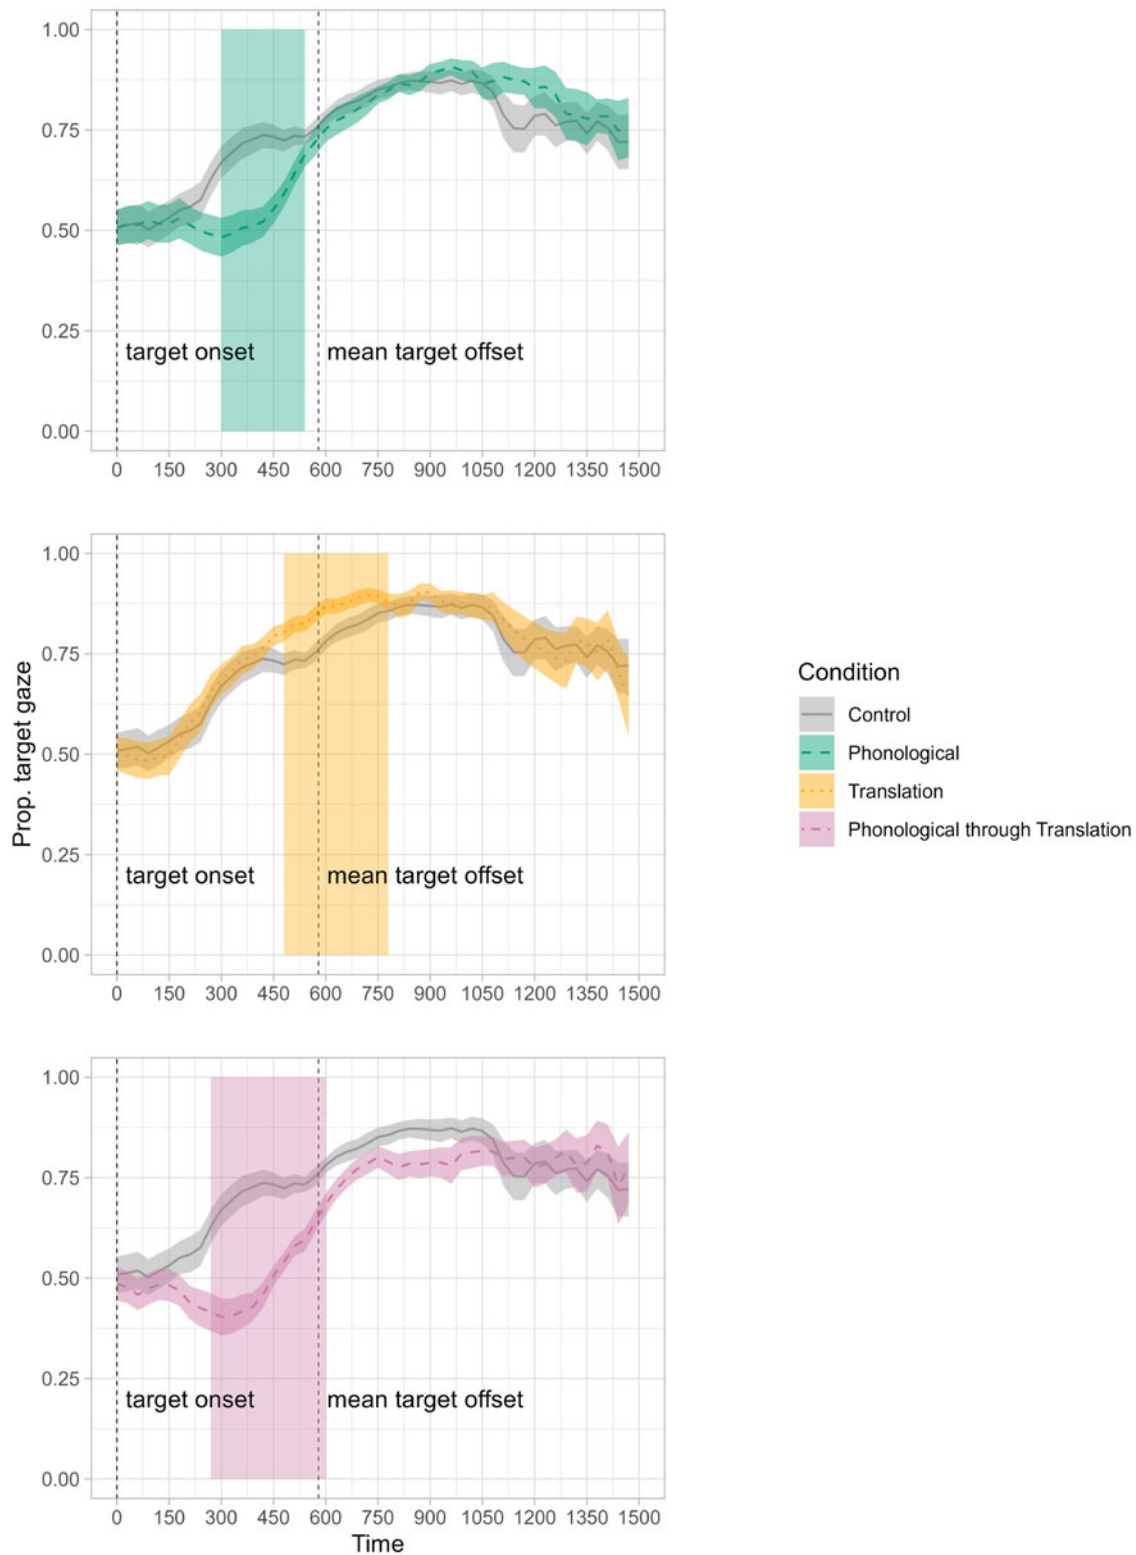 1.00
0.75
0.50
0.25
0.00
target onset mean target offset
0 150 300 450 600 750 900 1050 1200 1350 1500
1.00
0.75
0.50
0.25
0.00
target onset mean target offset
0 150 300 450 600 750 900 1050 1200 1350 1500
Prop. target gaze
1.00
0.75
0.50
0.25
0.00
target onset mean target offset
0 150 300 450 600 750 900 1050 1200 1350 1500
Time
Condition
Control
Phonological
Translation
Phonological through Translation